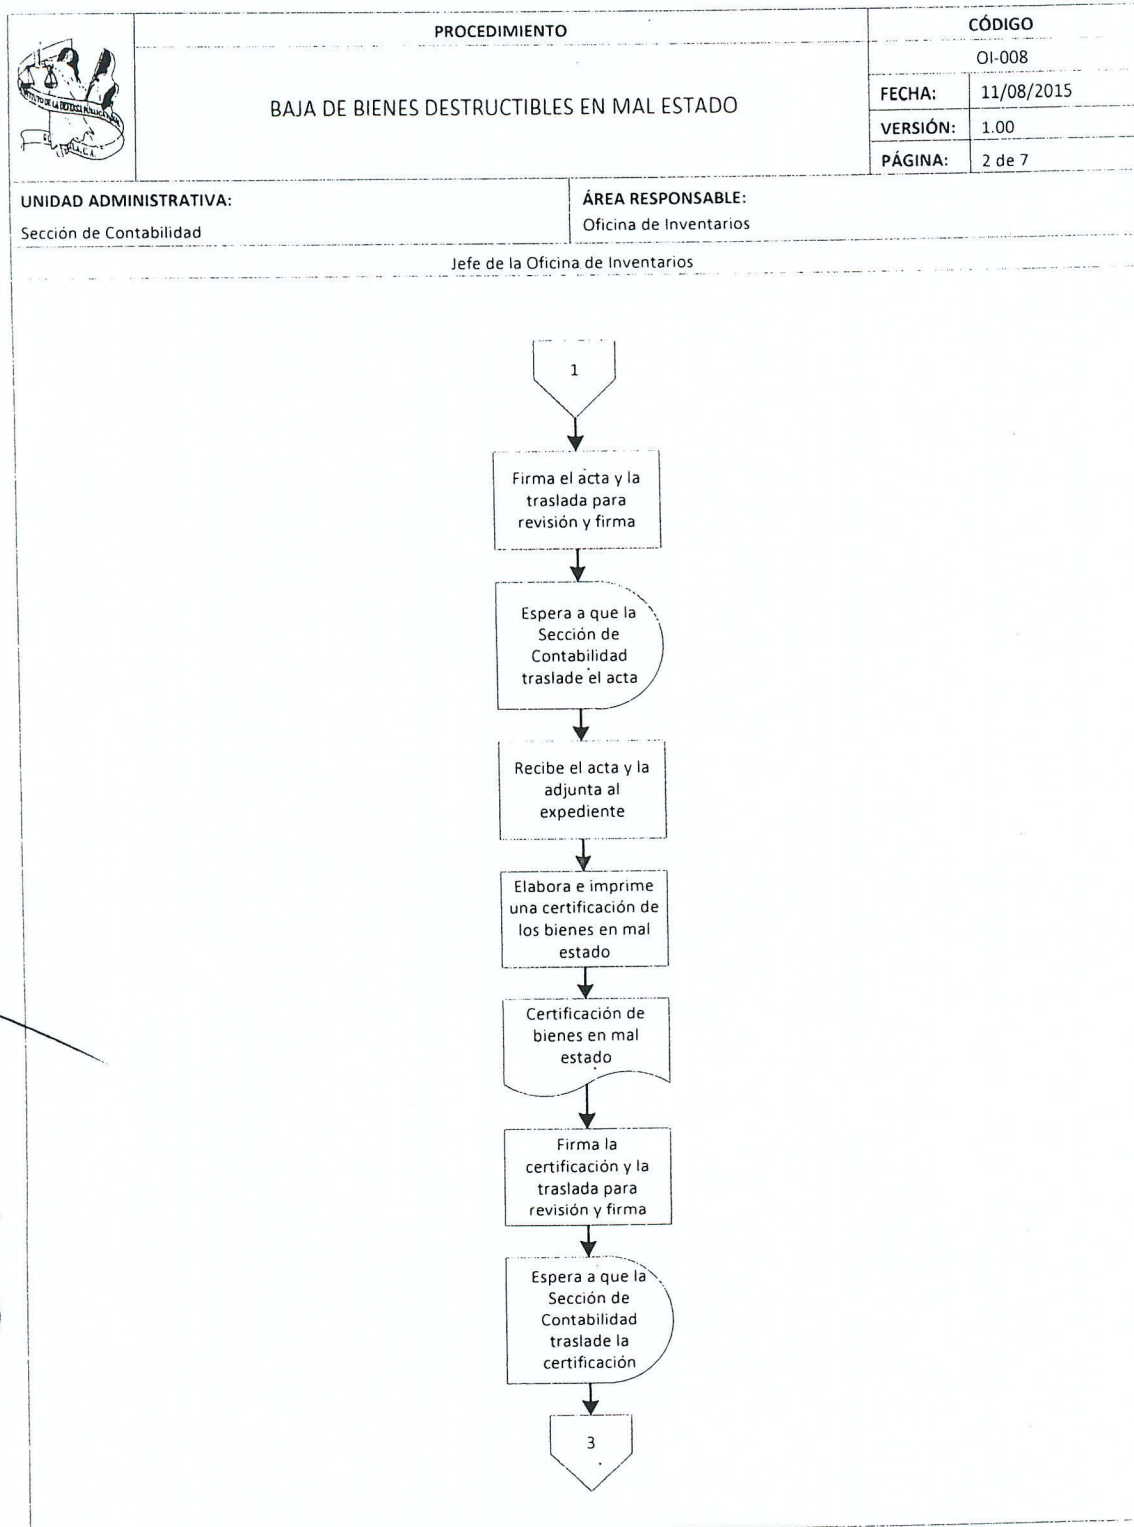 PROCEDIMIENTO
CÓDIGO
OI-008
BAJA DE BIENES DESTRUCTIBLES EN MAL ESTADO
FECHA: 11/08/2015
VERSIÓN: 1.00
PÁGINA: 2 de 7
UNIDAD ADMINISTRATIVA:
Sección de Contabilidad
ÁREA RESPONSABLE:
Oficina de Inventarios
Jefe de la Oficina de Inventarios
1
Firma el acta y la
traslada para
revisión y firma
Espera a que la
Sección de
Contabilidad
traslade el acta
Recibe el acta y la
adjunta al
expediente
Elabora e imprime
una certificación de
los bienes en mal
estado
Certificación de
bienes en mal
estado
Firma la
certificación y la
traslada para
revisión y firma
Espera a que la
Sección de
Contabilidad
traslade la
certificación
3